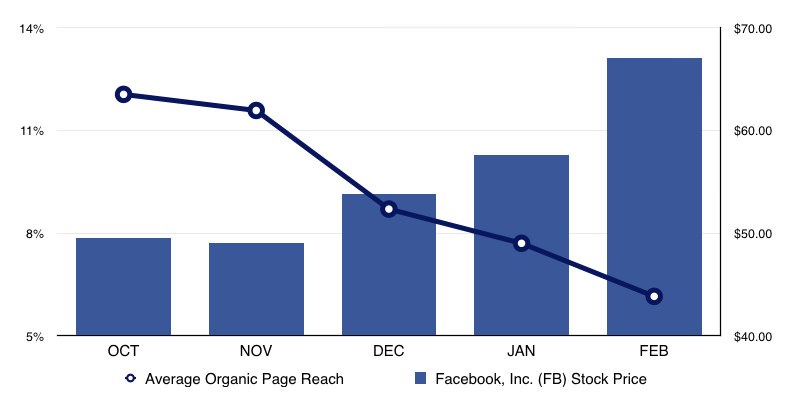 14% $70.00
11% $60.00
8% $50.00
5% $40.00
OCT NOV DEC JAN FEB
Average Organic Page Reach Facebook, Inc. (FB) Stock Price